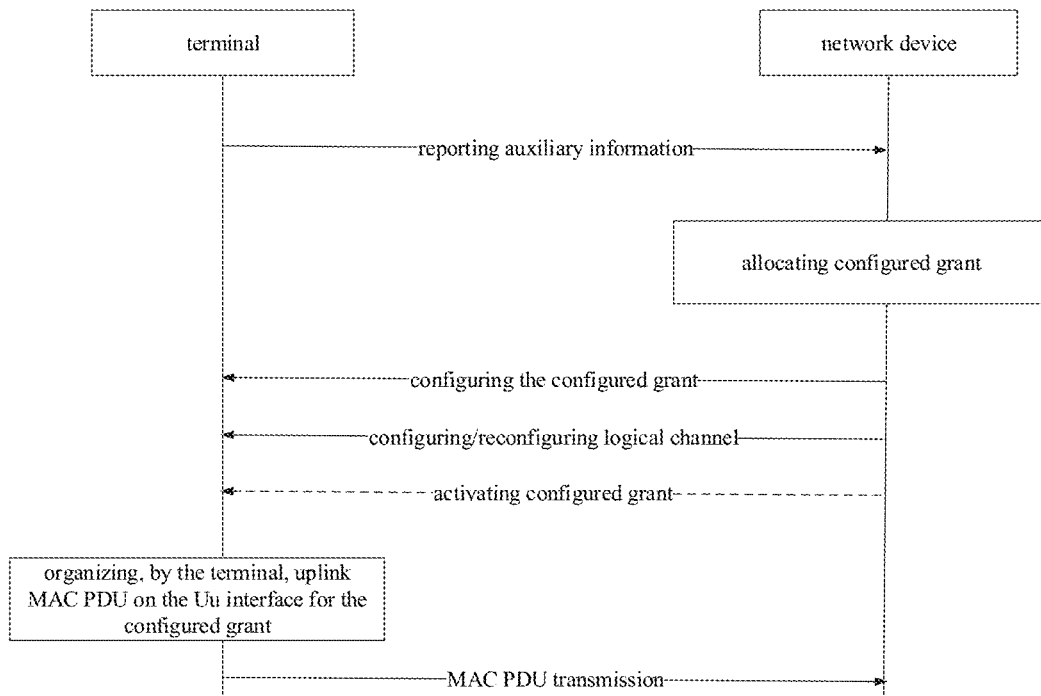 terminal
network device
reporting auxiliary information
allocating configured grant
configuring the configured grant
configuring/reconfiguring logical channel
activating configured grant
organizing, by the terminal, uplink
MAC PDU on the Uu interface for the
configured grant
MAC PDU transmission